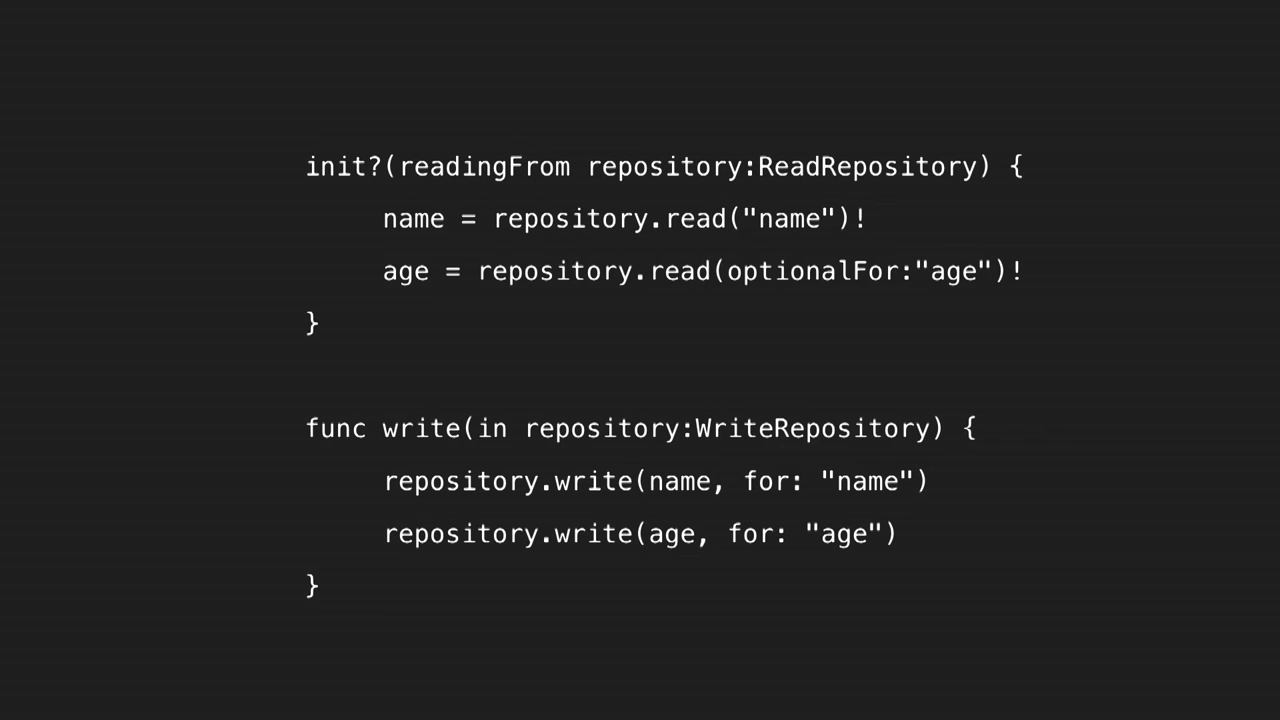 init?(readingFrom repository:ReadRepository) {
name = repository.read("name")!
age = repository.read(optionalFor:"age")!
}
func write(in repository:WriteRepository) {
repository.write(name, for: "name")
repository.write(age, for: "age")
}